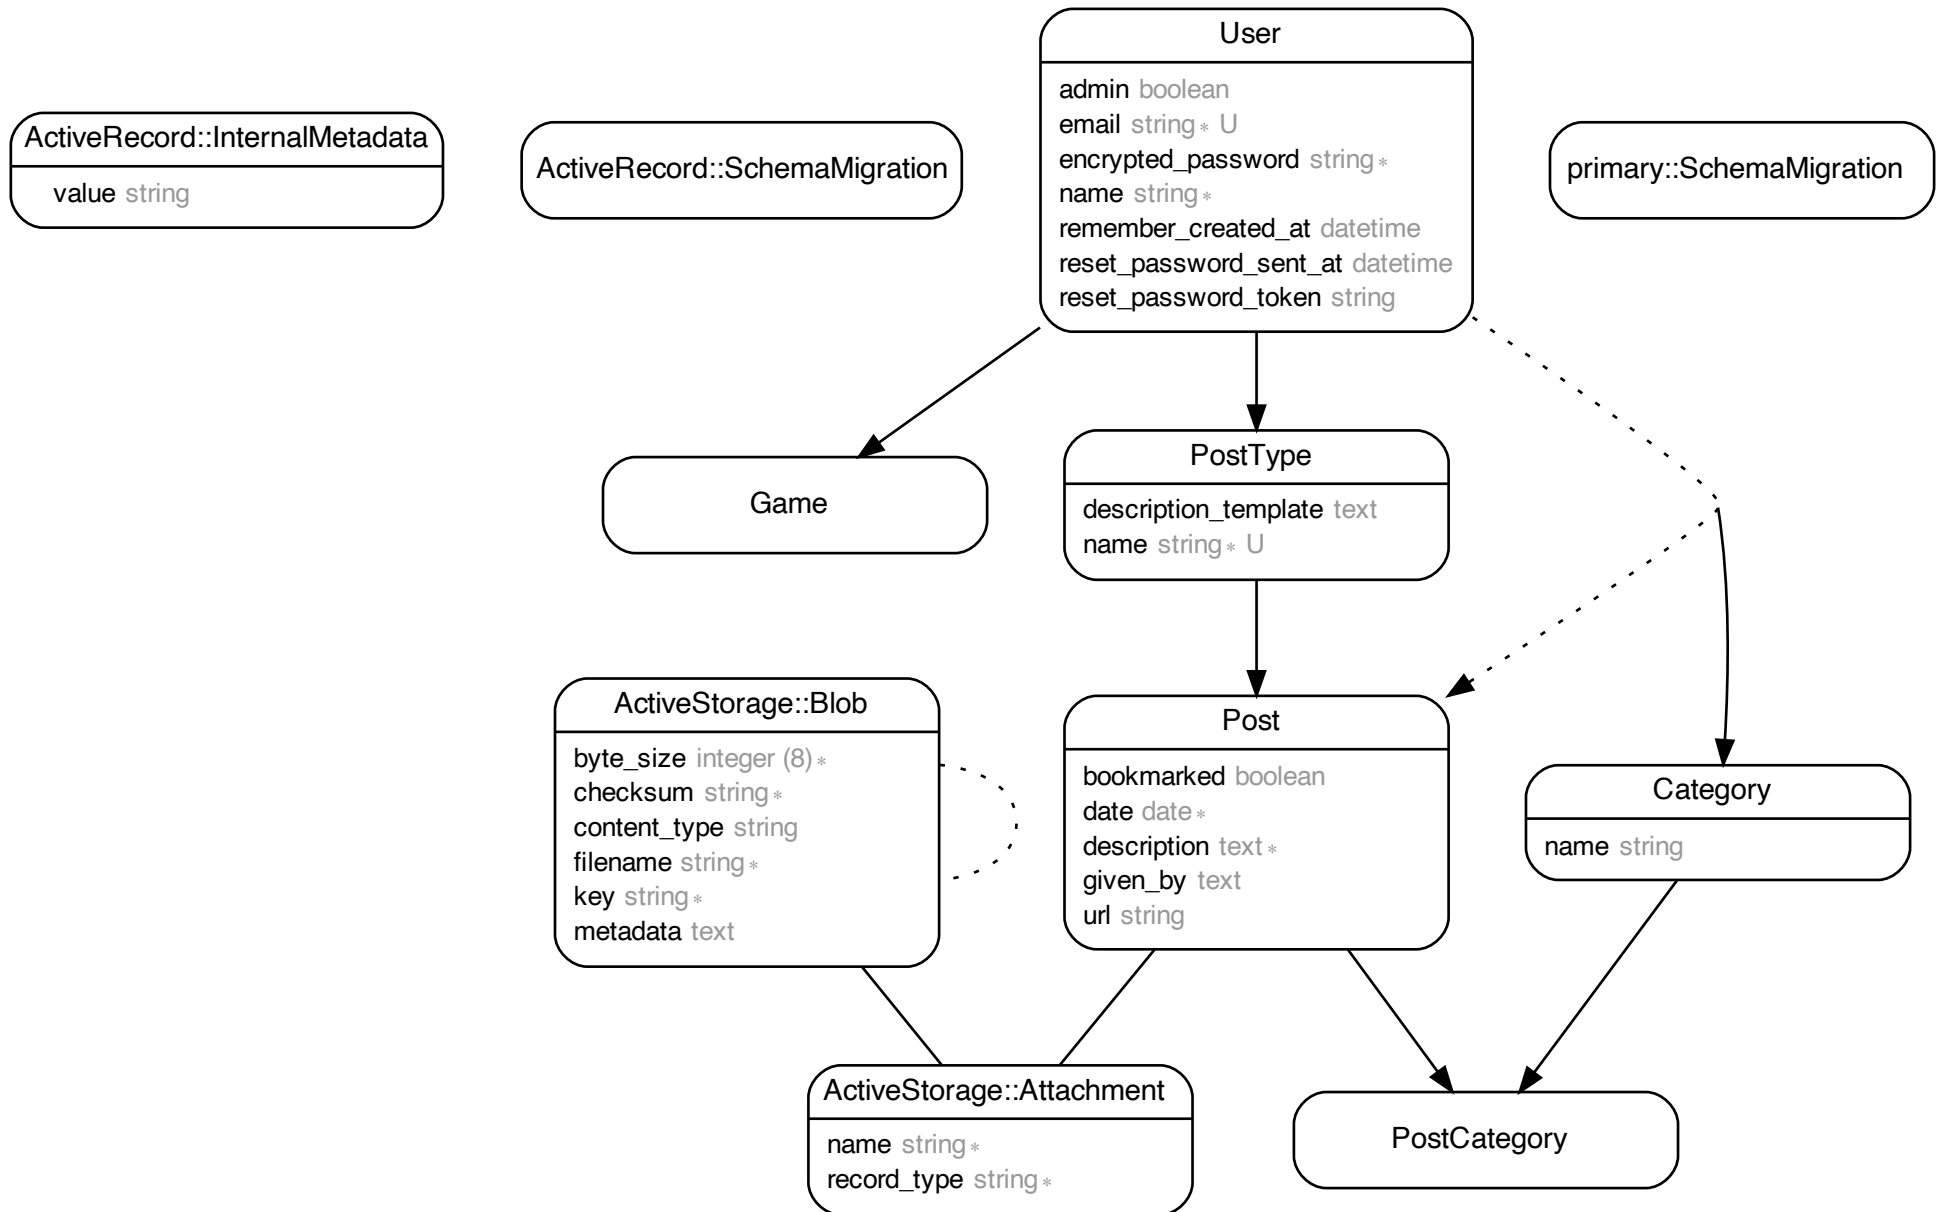 User
admin boolean
email string∗ U
encrypted_password string∗
name string∗
remember_created_at datetime
reset_password_sent_at datetime
reset_password_token string
ActiveRecord::InternalMetadata
value string
ActiveRecord::SchemaMigration
primary::SchemaMigration
Game
PostType
description_template text
name string∗ U
ActiveStorage::Blob
byte_size integer (8)∗
checksum string∗
content_type string
filename string∗
key string∗
metadata text
Post
bookmarked boolean
date date∗
description text∗
given_by text
url string
Category
name string
ActiveStorage::Attachment
name string∗
record_type string∗
PostCategory